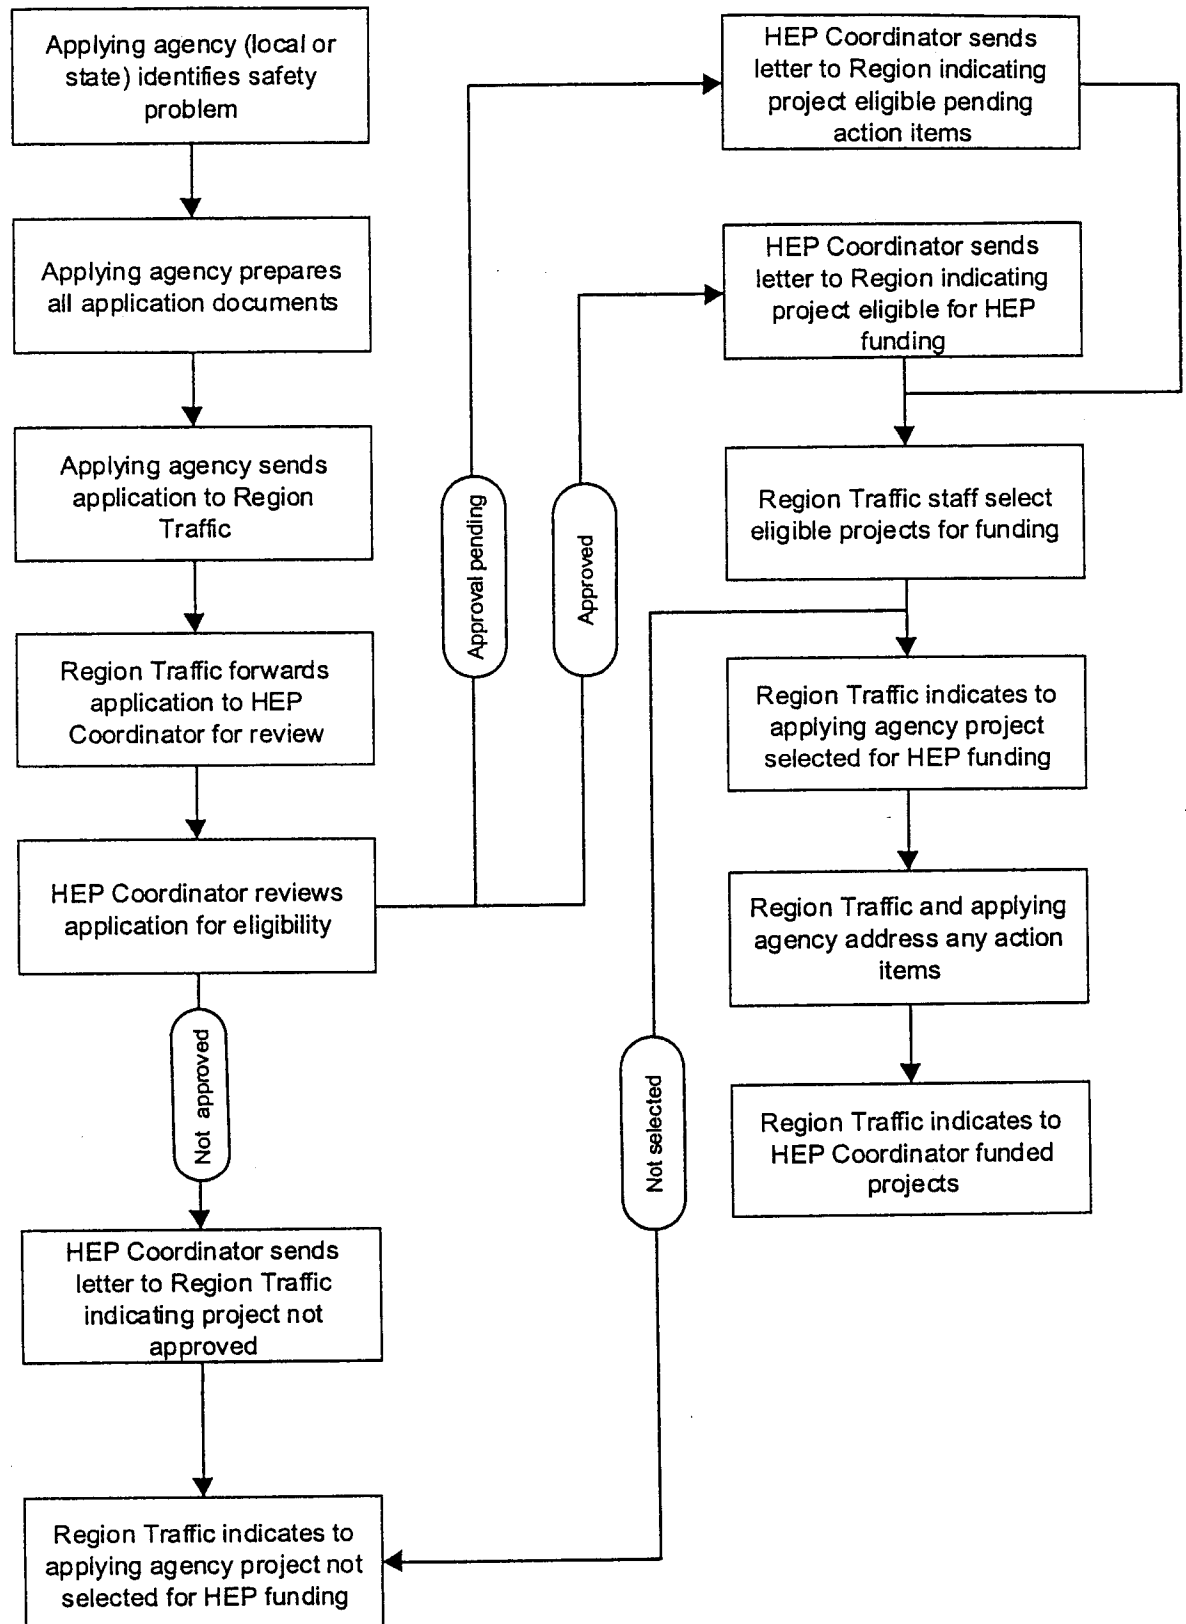 Applying agency (local or
state) identifies safety
problem
Applying agency prepares
all application documents
Applying agency sends
application to Region
Traffic
Region Traffic forwards
application to HEP
Coordinator for review
HEP Coordinator reviews
application for eligibility
Not approved
HEP Coordinator sends
letter to Region Traffic
indicating project not
approved
Region Traffic indicates to
applying agency project not
selected for HEP funding
Approval pending
Approved
HEP Coordinator sends
letter to Region indicating
project eligible pending
action items
HEP Coordinator sends
letter to Region indicating
project eligible for HEP
funding
Region Traffic staff select
eligible projects for funding
Not selected
Region Traffic indicates to
applying agency project
selected for HEP funding
Region Traffic and applying
agency address any action
items
Region Traffic indicates to
HEP Coordinator funded
projects